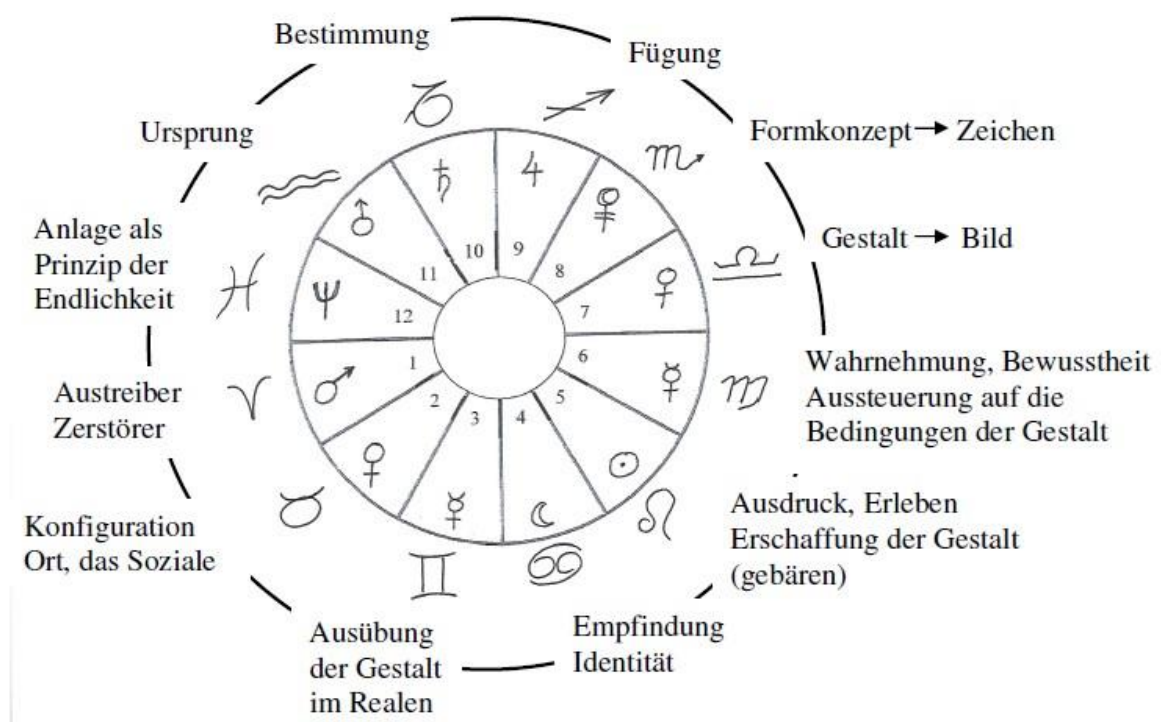 Bestimmung
Fügung
Ursprung
Formkonzept → Zeichen
Anlage als
Prinzip der
Endlichkeit
Gestalt → Bild
Austreiber
Zerstörer
Wahrnehmung, Bewusstheit
Aussteuerung auf die
Bedingungen der Gestalt
Konfiguration
Ort, das Soziale
Ausdruck, Erleben
Erschaffung der Gestalt
(gebären)
Ausübung
der Gestalt
im Realen
Empfindung
Identität
♑ ♐ ♏ ♎ ♍ ♌ ♋ ♊ ♉ ♈ ♓ ♒
♄ ♃ ♀ ☿ ☉ ☾ ☿ ♀ ♂ ♆
10
9
11
8
12
7
1
6
2
3
4
5